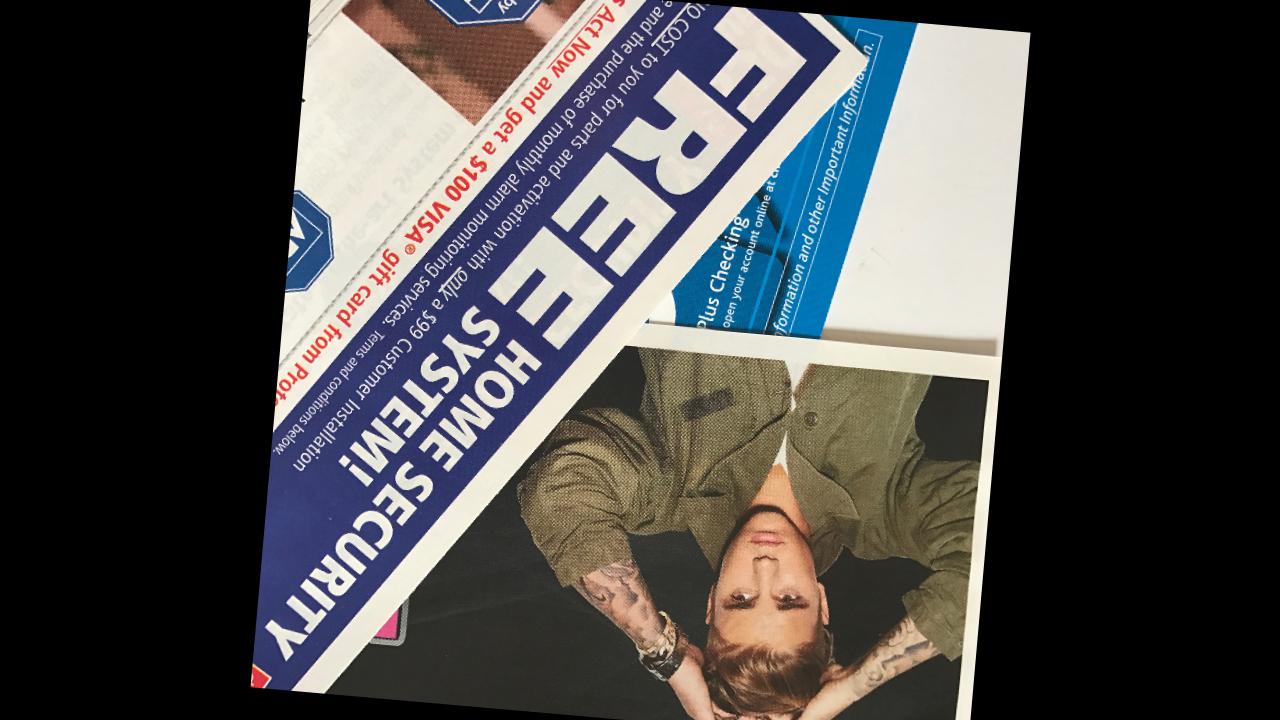 FREE
HOME SECURITY
SYSTEM!
NO COST to you for parts and activation with only a $99 Customer Installation
and the purchase of monthly alarm monitoring services. Terms and conditions below.
Act Now and get a $100 VISA® gift card from
by
Plus Checking
open your account online at
Information and other Important Information.